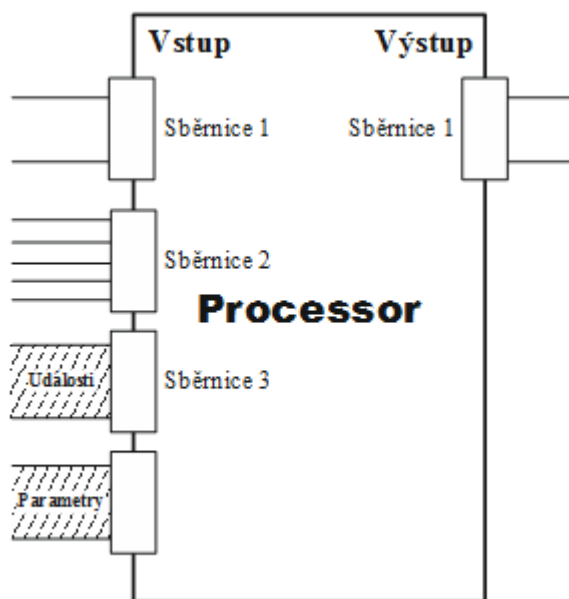 Vstup Výstup
Sběrnice 1 Sběrnice 1
Sběrnice 2
Processor
Události Sběrnice 3
Parametry